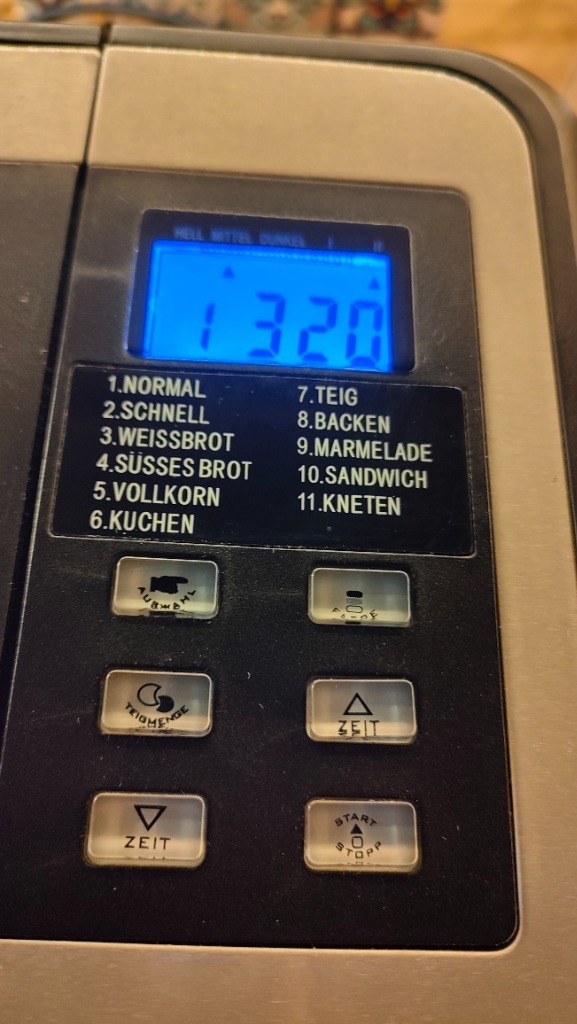 HELL MITTEL DUNKEL I II
1 320
1.NORMAL
2.SCHNELL
3.WEISSBROT
4.SÜSSES BROT
5.VOLLKORN
6.KUCHEN
7.TEIG
8.BACKEN
9.MARMELADE
10.SANDWICH
11.KNETEN
AUSWAHL
TEIGMENGE
ZEIT
ZEIT
START
STOPP